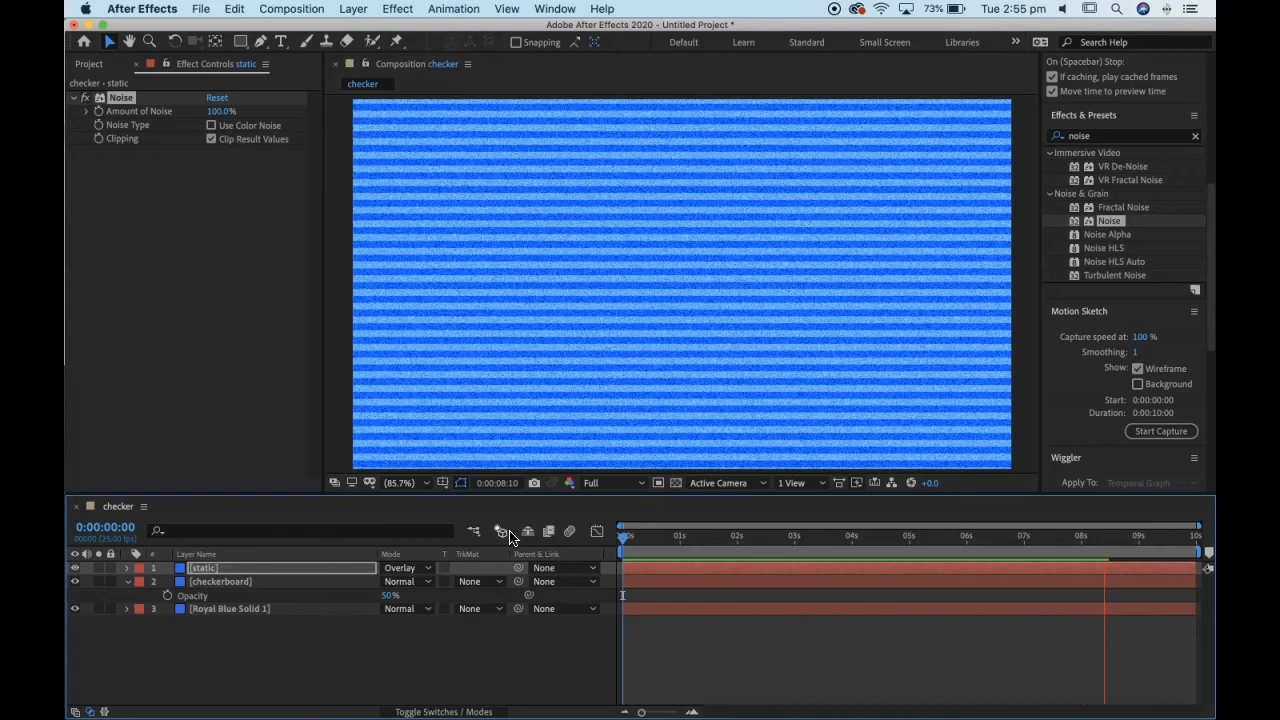 After Effects File Edit Composition Layer Effect Animation View Window Help 73% Tue 2:55 pm
Adobe After Effects 2020 - Untitled Project *
Snapping Default Learn Standard Small Screen Libraries Search Help
Project Effect Controls static
checker • static
fx Noise Reset
Amount of Noise 100.0%
Noise Type Use Color Noise
Clipping Clip Result Values
Composition checker
checker
(85.7%) 0:00:08:10 Full Active Camera 1 View +0.0
On (Spacebar) Stop:
If caching, play cached frames
Move time to preview time
Effects & Presets
noise
Immersive Video
VR De-Noise
VR Fractal Noise
Noise & Grain
Fractal Noise
Noise
Noise Alpha
Noise HLS
Noise HLS Auto
Turbulent Noise
Motion Sketch
Capture speed at: 100 %
Smoothing: 1
Show: Wireframe
Background
Start: 0:00:00:00
Duration: 0:00:10:00
Start Capture
Wiggler
Apply To: Temporal Graph
checker
0:00:00:00
00000 (25.00 fps)
01s 02s 03s 04s 05s 06s 07s 08s 09s 10s
# Layer Name Mode T TrkMat Parent & Link
1 [static] Overlay None
2 [checkerboard] Normal None None
Opacity 50%
3 [Royal Blue Solid 1] Normal None None
Toggle Switches / Modes